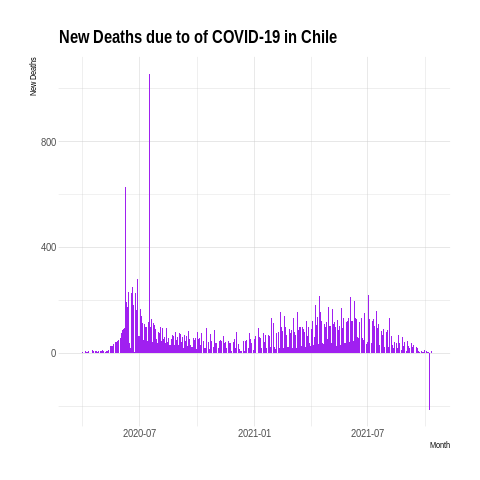 New Deaths due to of COVID-19 in Chile
New Deaths
800
400
0
2020-07
2021-01
2021-07
Month